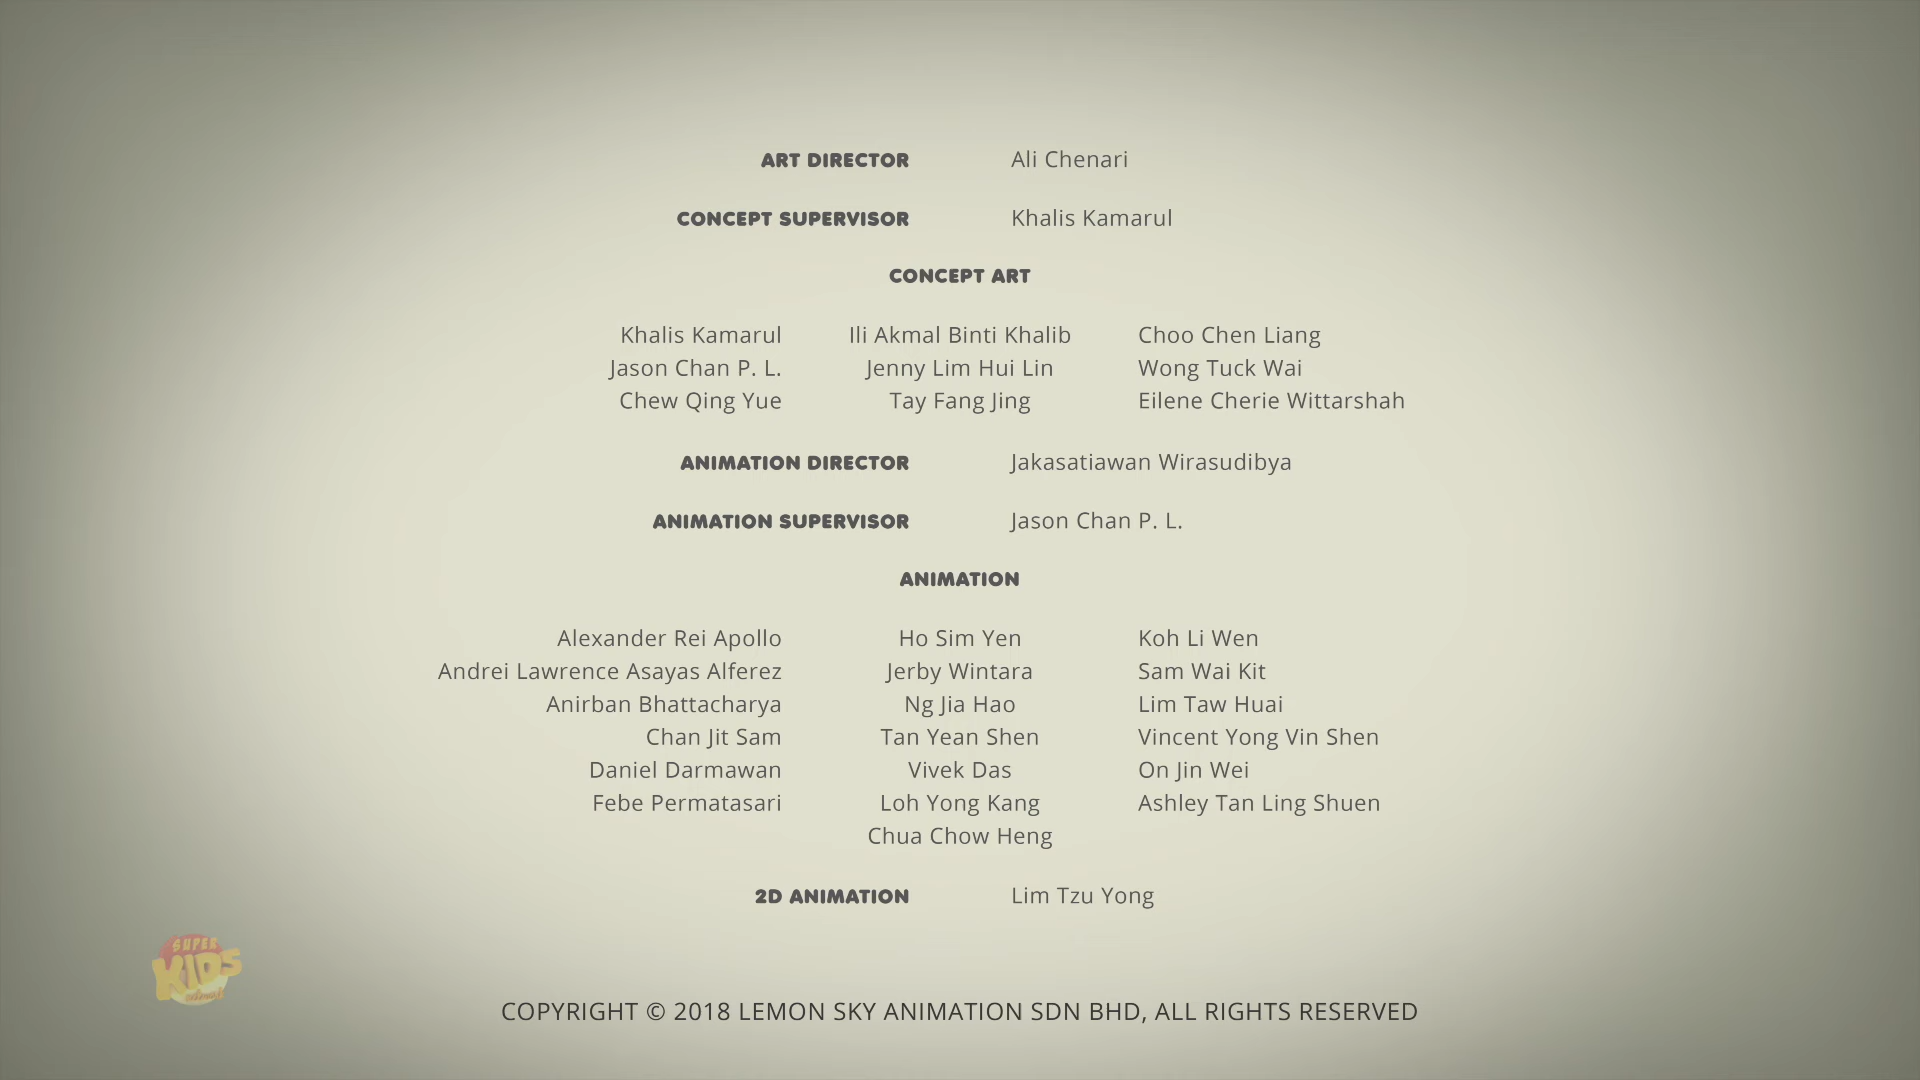 ART DIRECTOR Ali Chenari
CONCEPT SUPERVISOR Khalis Kamarul
CONCEPT ART
Khalis Kamarul Ili Akmal Binti Khalib Choo Chen Liang
Jason Chan P. L. Jenny Lim Hui Lin Wong Tuck Wai
Chew Qing Yue Tay Fang Jing Eilene Cherie Wittarshah
ANIMATION DIRECTOR Jakasatiawan Wirasudibya
ANIMATION SUPERVISOR Jason Chan P. L.
ANIMATION
Alexander Rei Apollo Ho Sim Yen Koh Li Wen
Andrei Lawrence Asayas Alferez Jerby Wintara Sam Wai Kit
Anirban Bhattacharya Ng Jia Hao Lim Taw Huai
Chan Jit Sam Tan Yean Shen Vincent Yong Vin Shen
Daniel Darmawan Vivek Das On Jin Wei
Febe Permatasari Loh Yong Kang Ashley Tan Ling Shuen
Chua Chow Heng
2D ANIMATION Lim Tzu Yong
SUPER
KIDS
COPYRIGHT © 2018 LEMON SKY ANIMATION SDN BHD, ALL RIGHTS RESERVED